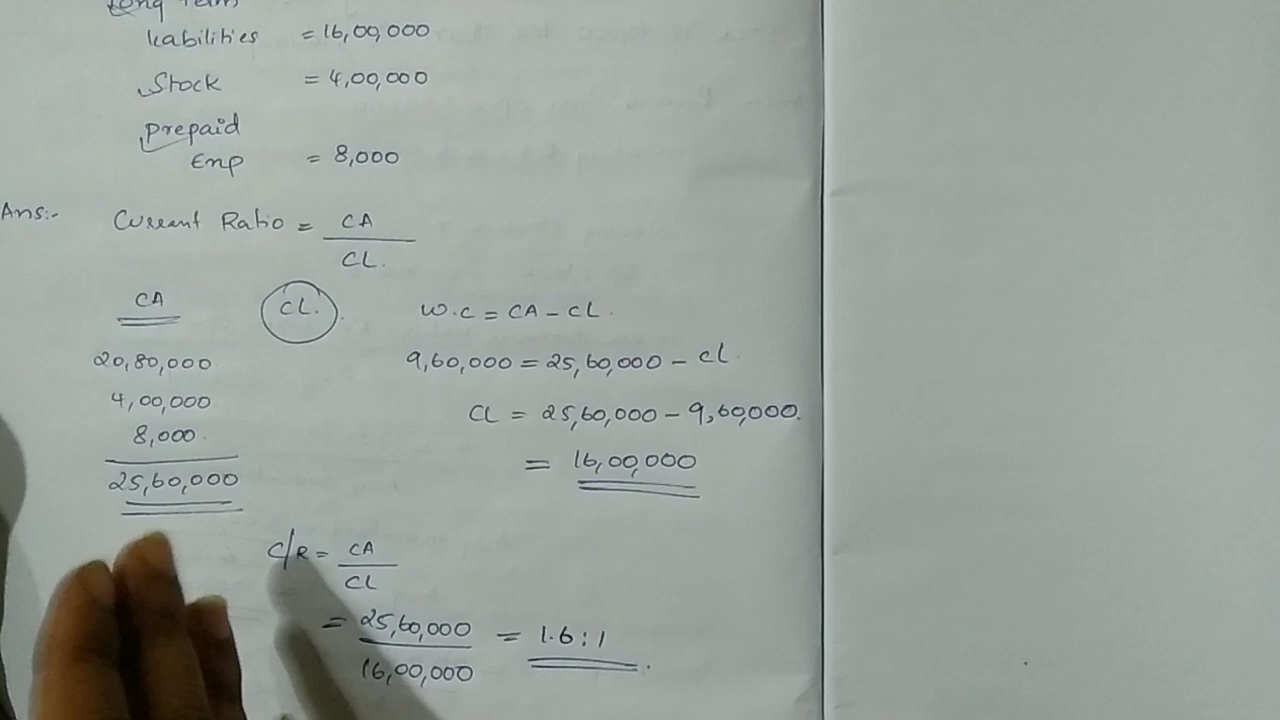 Long Term
liabilities = 16,00,000
Stock = 4,00,000
Prepaid
Exp = 8,000
Ans:- Current Ratio = CA
CL.
CA
CL.
W.C = CA - CL.
20,80,000
4,00,000
8,000.
25,60,000
9,60,000 = 25,60,000 - CL.
CL = 25,60,000 - 9,60,000.
= 16,00,000
C/R = CA
CL
= 25,60,000 = 1.6:1.
16,00,000